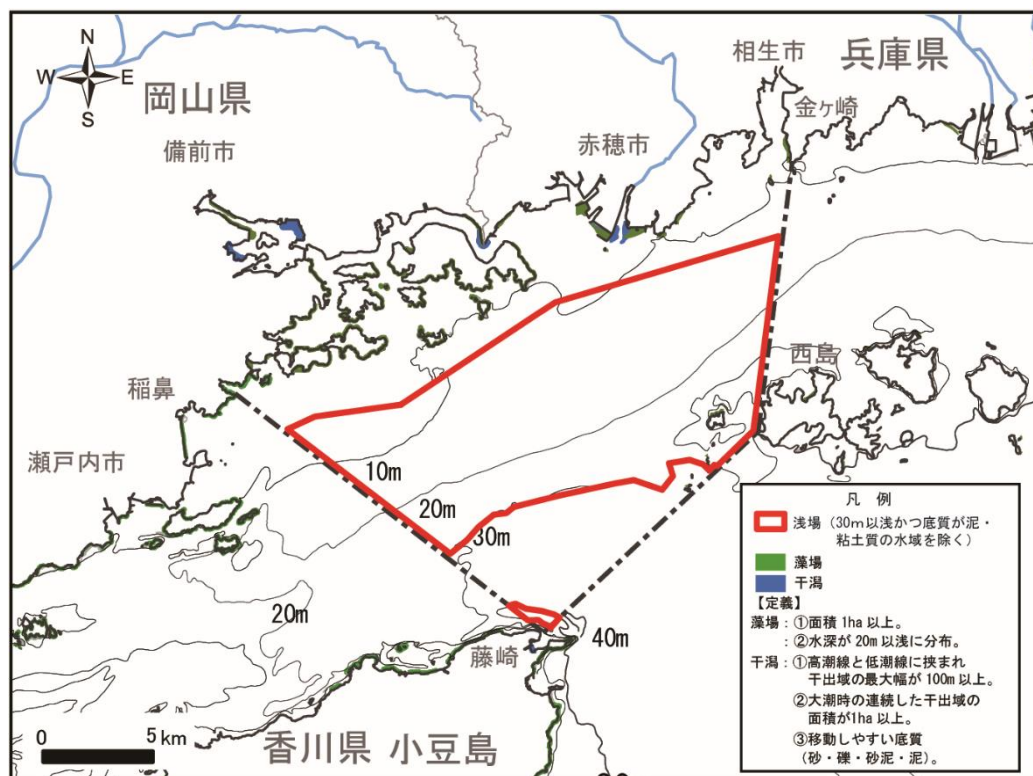 N
W
E
S
岡山県
備前市
相生市
兵庫県
金ヶ崎
赤穂市
稲鼻
西島
瀬戸内市
10m
20m
30m
20m
藤崎
40m
0
5 km
香川県 小豆島
凡 例
浅場 (30m以浅かつ底質が泥・
粘土質の水域を除く)
藻場
干潟
【定義】
藻場:①面積 1ha 以上。
:②水深が 20m 以浅に分布。
干潟:①高潮線と低潮線に挟まれ
干出域の最大幅が 100m 以上。
②大潮時の連続した干出域の
面積が1ha 以上。
③移動しやすい底質
(砂・礫・砂泥・泥)